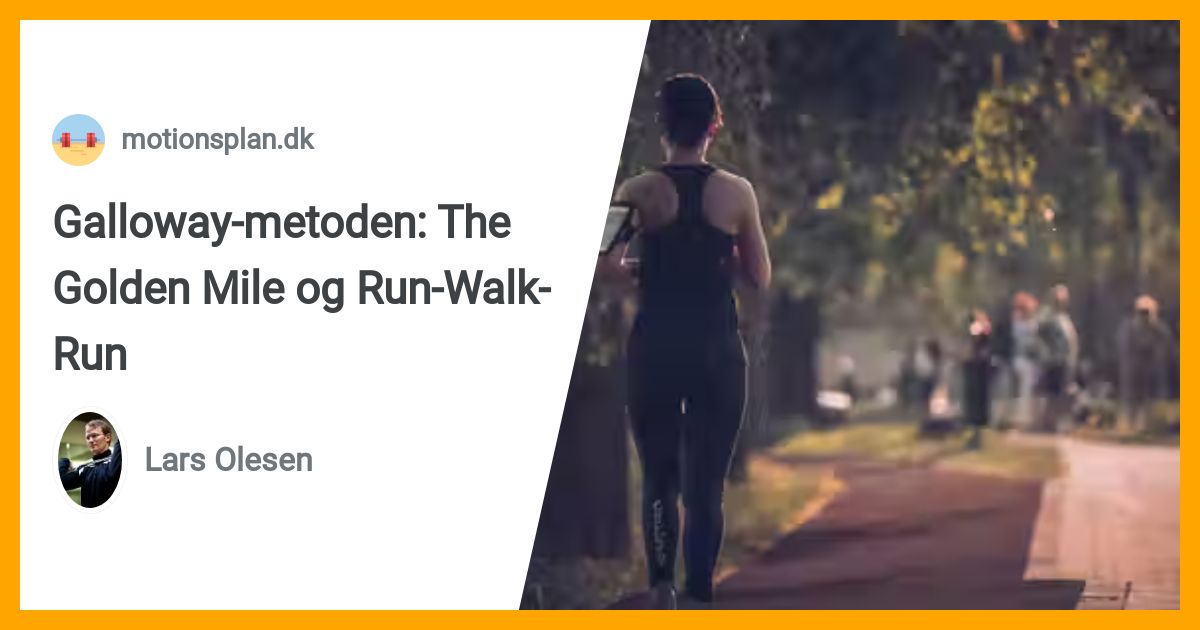 motionsplan.dk
Galloway-metoden: The
Golden Mile og Run-Walk-
Run
Lars Olesen